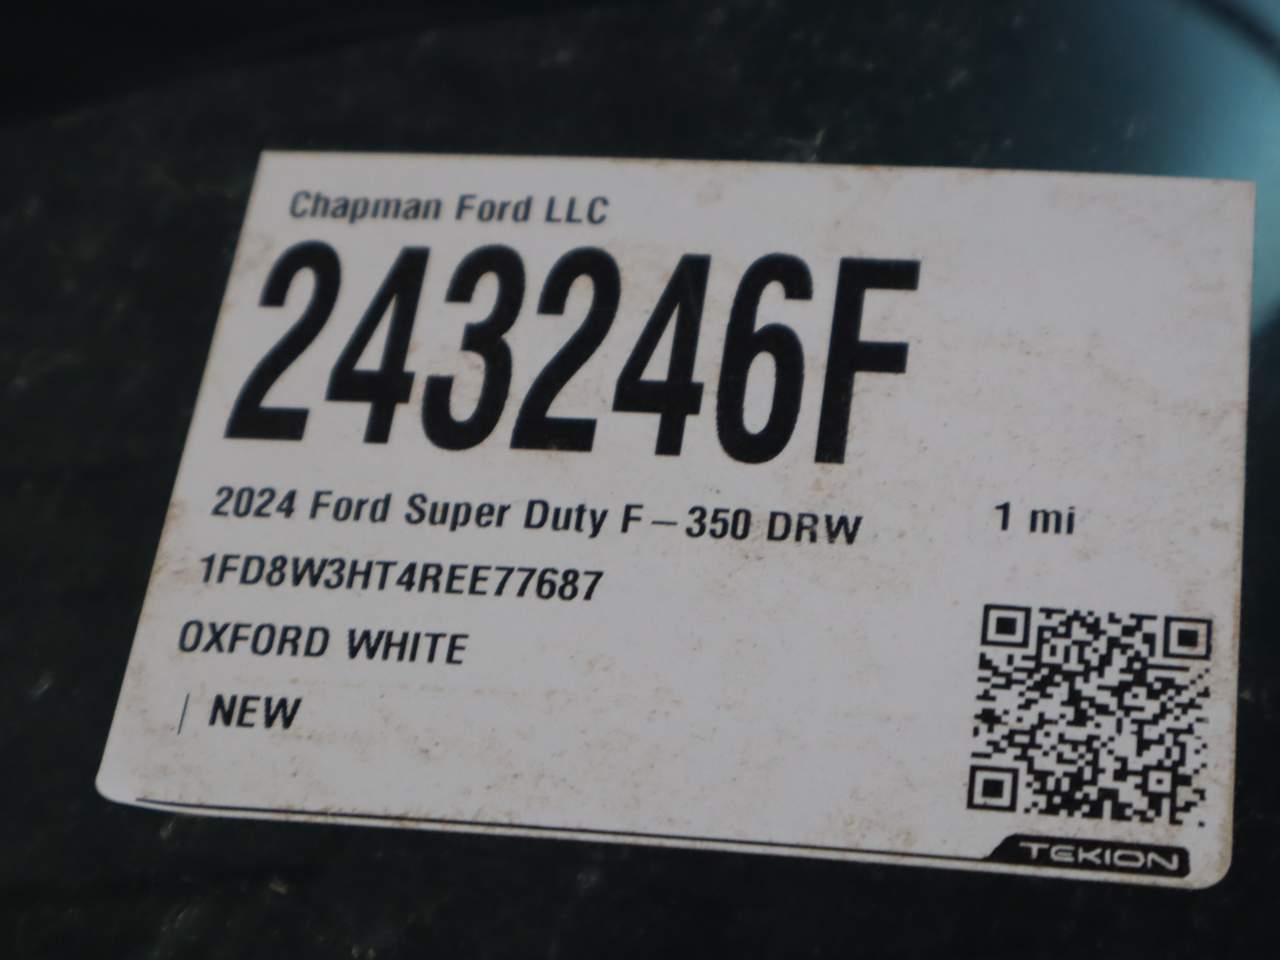 Chapman Ford LLC
243246F
2024 Ford Super Duty F-350 DRW 1 mi
1FD8W3HT4REE77687
OXFORD WHITE
| NEW
TEKION